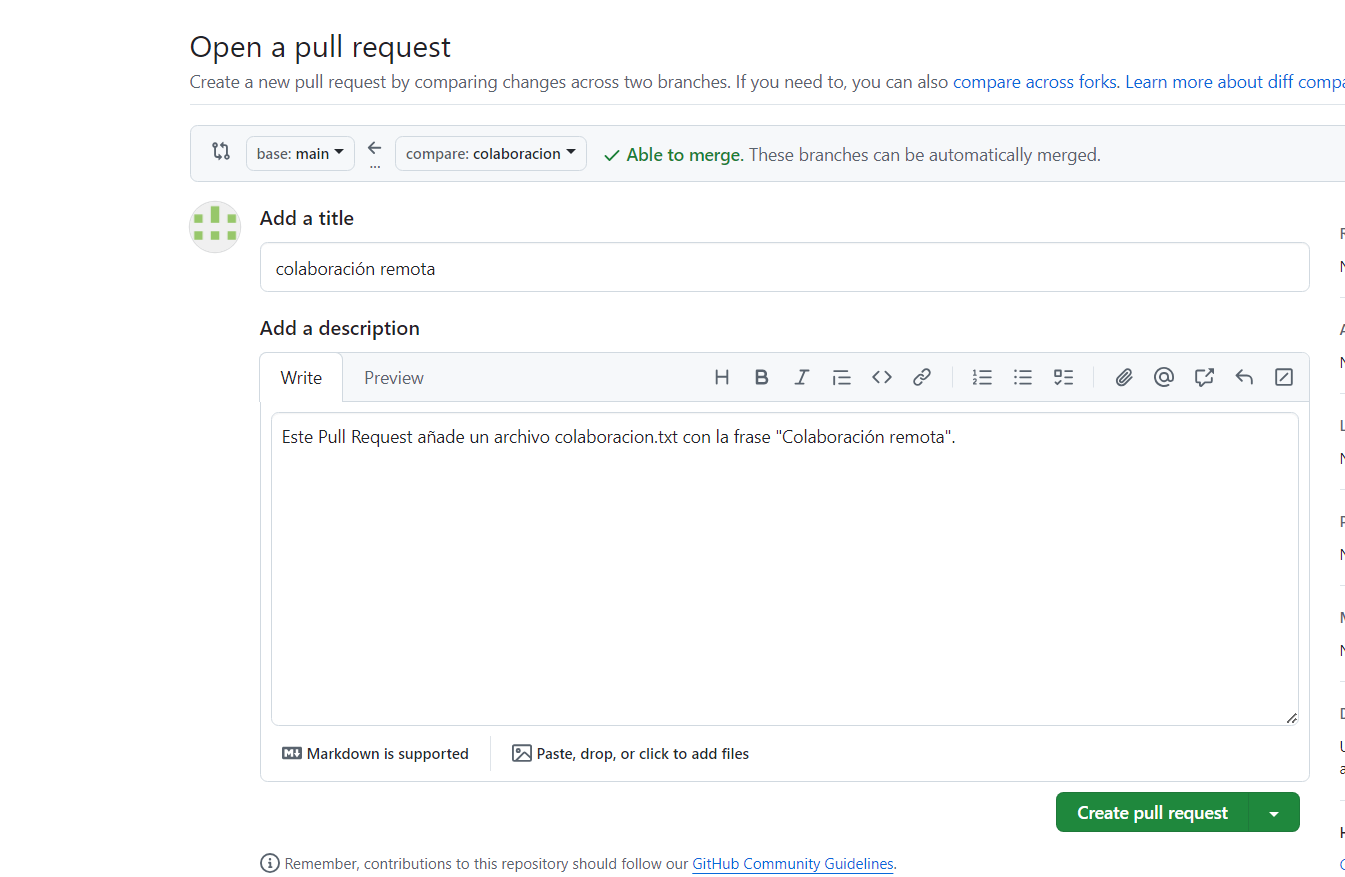 Open a pull request
Create a new pull request by comparing changes across two branches. If you need to, you can also compare across forks. Learn more about diff
base: main ← compare: colaboracion ✓ Able to merge. These branches can be automatically merged.
...
Add a title
colaboración remota
Add a description
Write Preview
Este Pull Request añade un archivo colaboracion.txt con la frase "Colaboración remota".
Markdown is supported Paste, drop, or click to add files
Create pull request
Remember, contributions to this repository should follow our GitHub Community Guidelines.